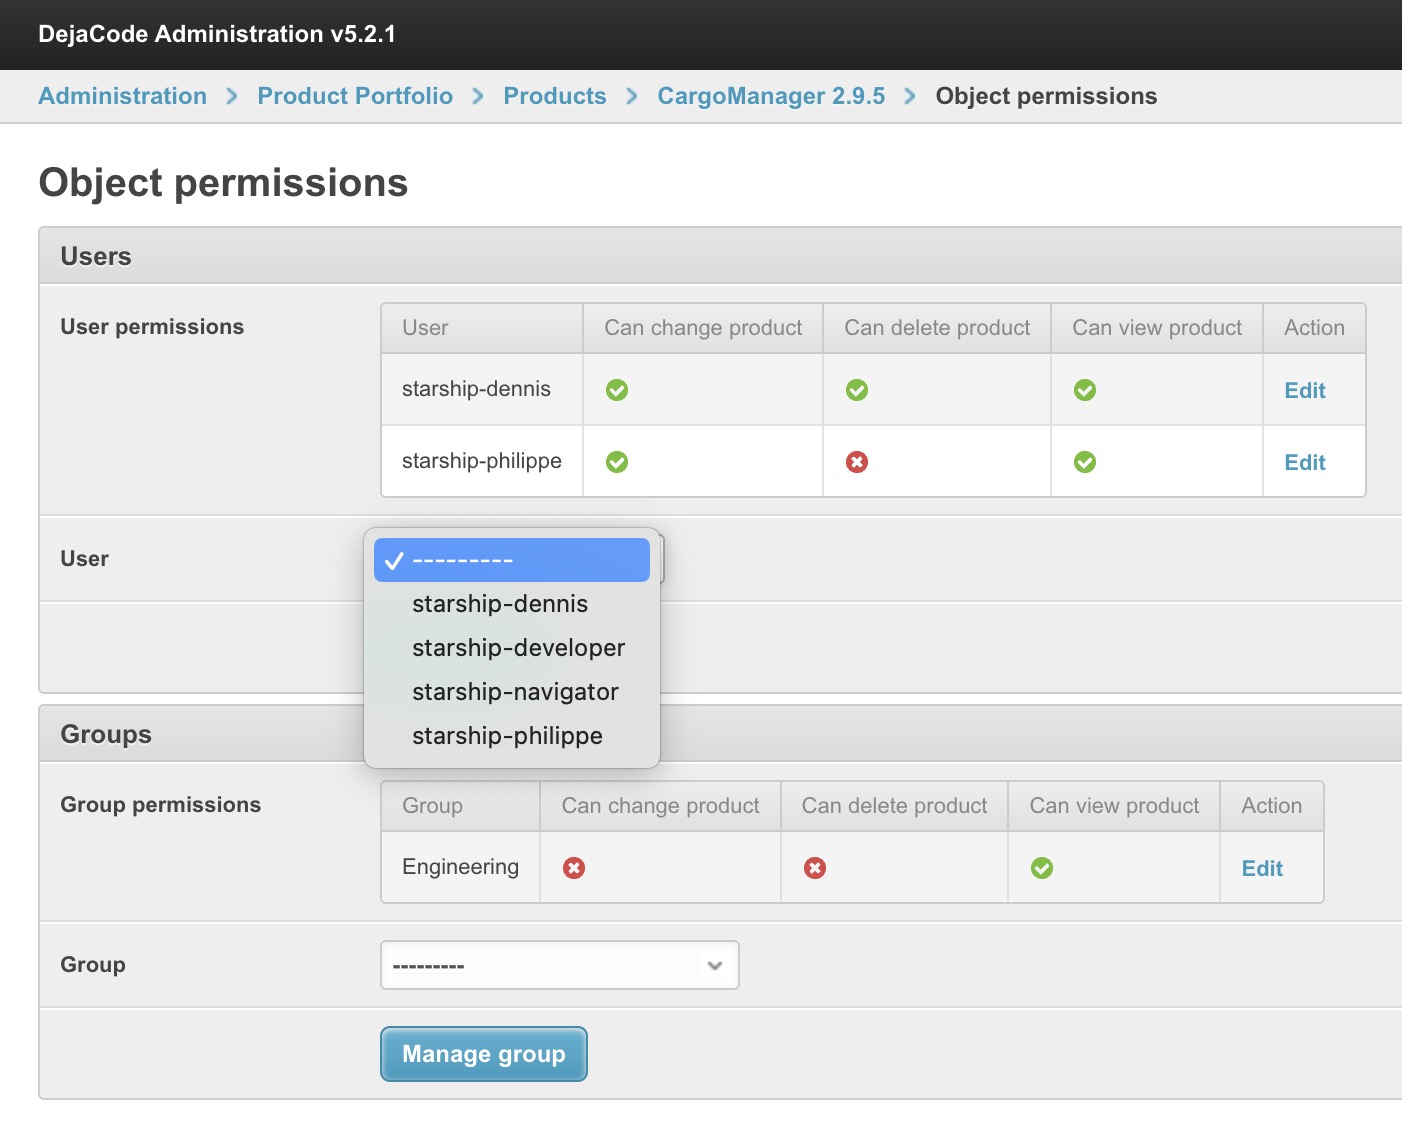 DejaCode Administration v5.2.1
Administration > Product Portfolio > Products > CargoManager 2.9.5 > Object permissions
Object permissions
Users
User permissions
User Can change product Can delete product Can view product Action
starship-dennis Edit
starship-philippe Edit
User
---------
starship-dennis
starship-developer
starship-navigator
starship-philippe
Groups
Group permissions
Group Can change product Can delete product Can view product Action
Engineering Edit
Group
---------
Manage group